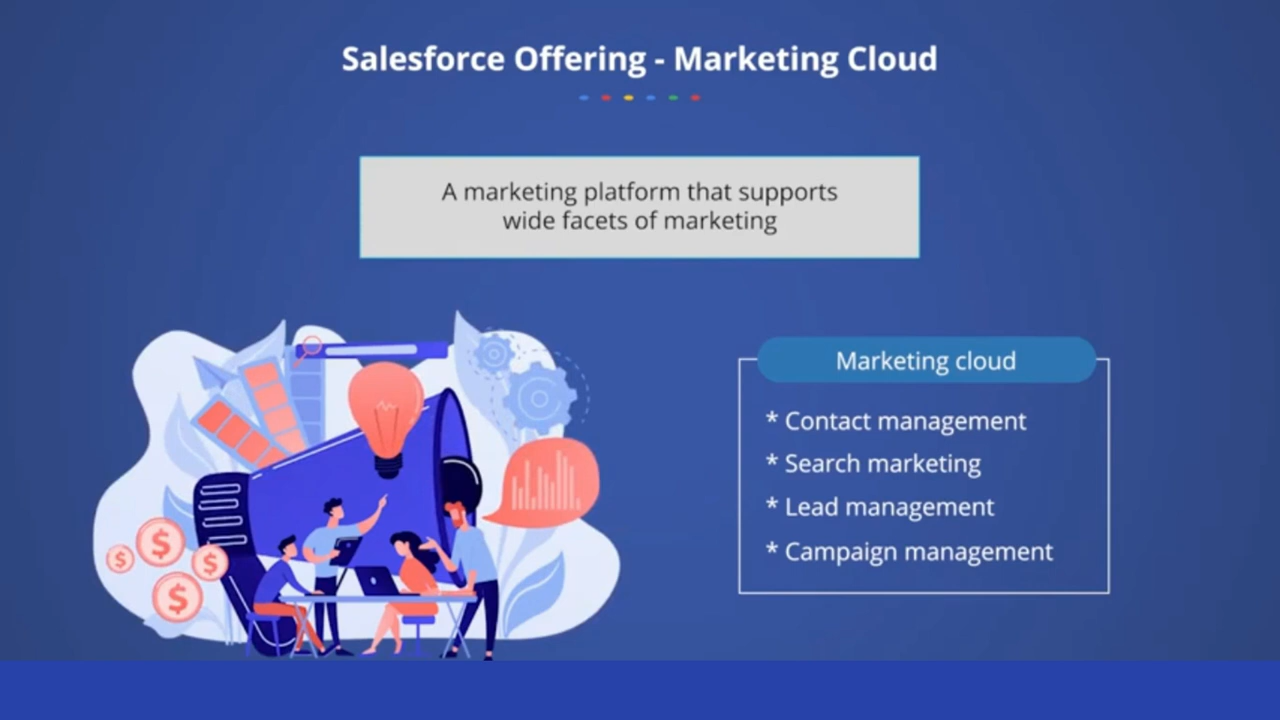 Salesforce Offering - Marketing Cloud
A marketing platform that supports
wide facets of marketing
Marketing cloud
* Contact management
* Search marketing
* Lead management
* Campaign management
$
$
$
$